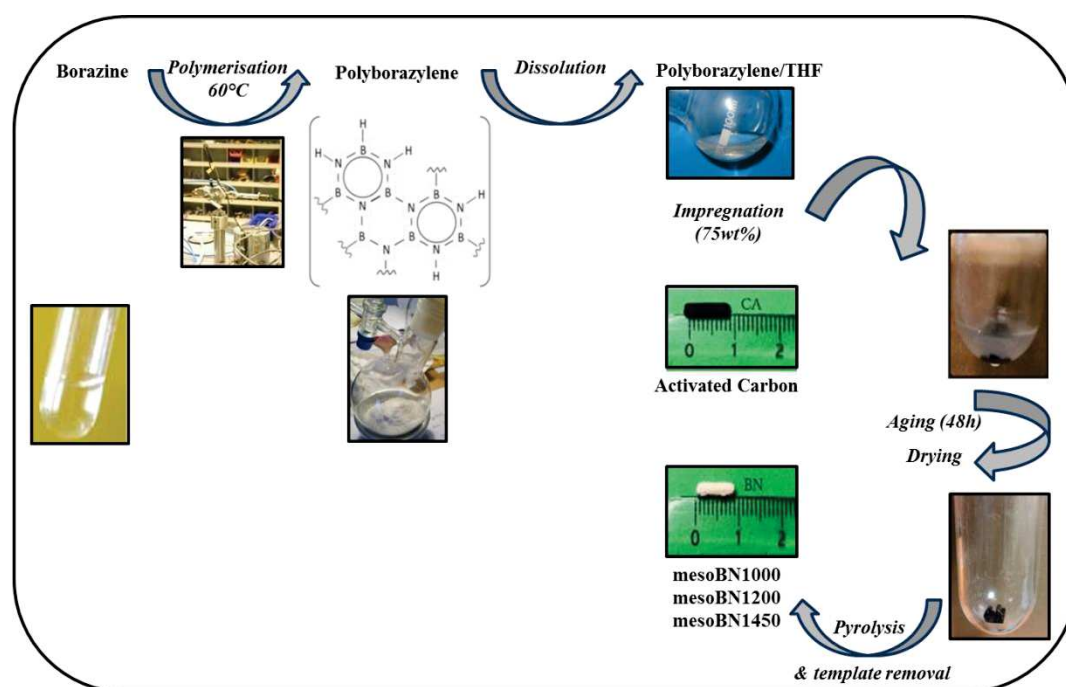 Borazine
Polymerisation
60°C
Polyborazylene
Dissolution
Polyborazylene/THF
H
H
B
H
N
N
B
B
B
H
N
N
N
B
B
B
N
N
H
Impregnation
(75wt%)
CA
0 1 2
Activated Carbon
Aging (48h)
Drying
BN
0 1 2
mesoBN1000
mesoBN1200
mesoBN1450
Pyrolysis
& template removal